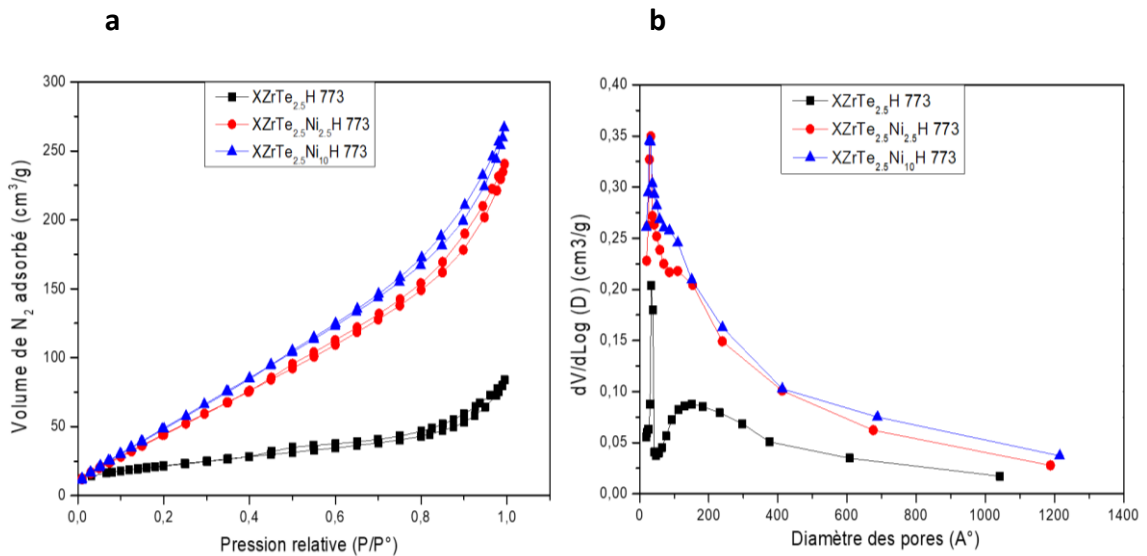 a
b
XZrTe2.5H 773
XZrTe2.5Ni2.5H 773
XZrTe2.5Ni10H 773
Volume de N2 adsorbé (cm3/g)
300
250
200
150
100
50
0
0,0 0,2 0,4 0,6 0,8 1,0
Pression relative (P/P°)
XZrTe2.5H 773
XZrTe2.5Ni2.5H 773
XZrTe2.5Ni10H 773
dV/dLog (D) (cm3/g)
0,40
0,35
0,30
0,25
0,20
0,15
0,10
0,05
0,00
0 200 400 600 800 1000 1200 1400
Diamètre des pores (A°)